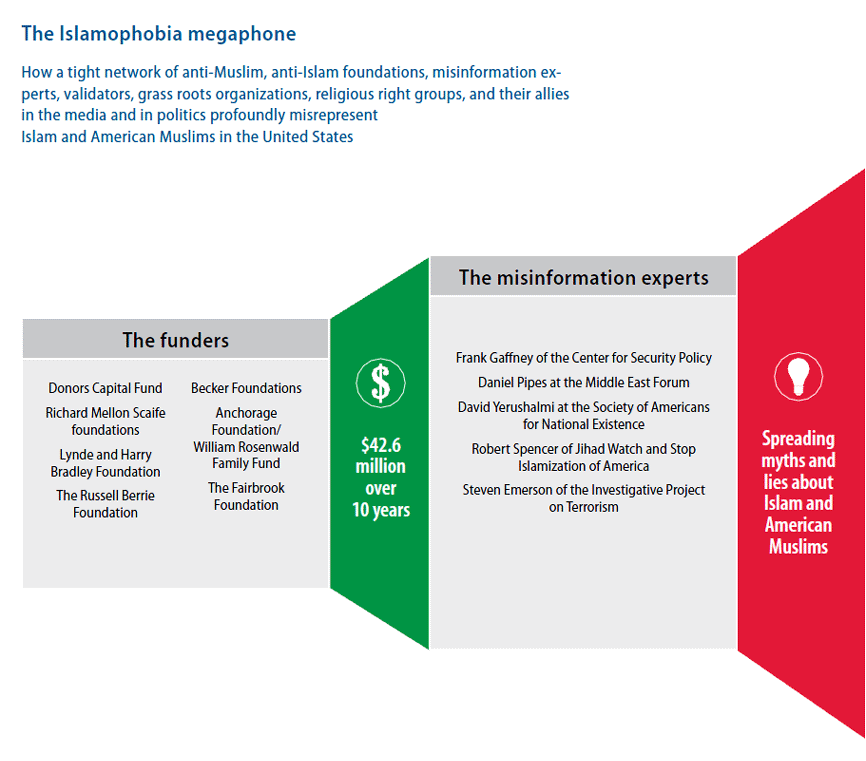 The Islamophobia megaphone
How a tight network of anti-Muslim, anti-Islam foundations, misinformation ex-
perts, validators, grass roots organizations, religious right groups, and their allies
in the media and in politics profoundly misrepresent
Islam and American Muslims in the United States
The funders
Donors Capital Fund
Richard Mellon Scaife
foundations
Lynde and Harry
Bradley Foundation
The Russell Berrie
Foundation
Becker Foundations
Anchorage
Foundation/
William Rosenwald
Family Fund
The Fairbrook
Foundation
$
$42.6
million
over
10 years
The misinformation experts
Frank Gaffney of the Center for Security Policy
Daniel Pipes at the Middle East Forum
David Yerushalmi at the Society of Americans
for National Existence
Robert Spencer of Jihad Watch and Stop
Islamization of America
Steven Emerson of the Investigative Project
on Terrorism
Spreading
myths and
lies about
Islam and
American
Muslims